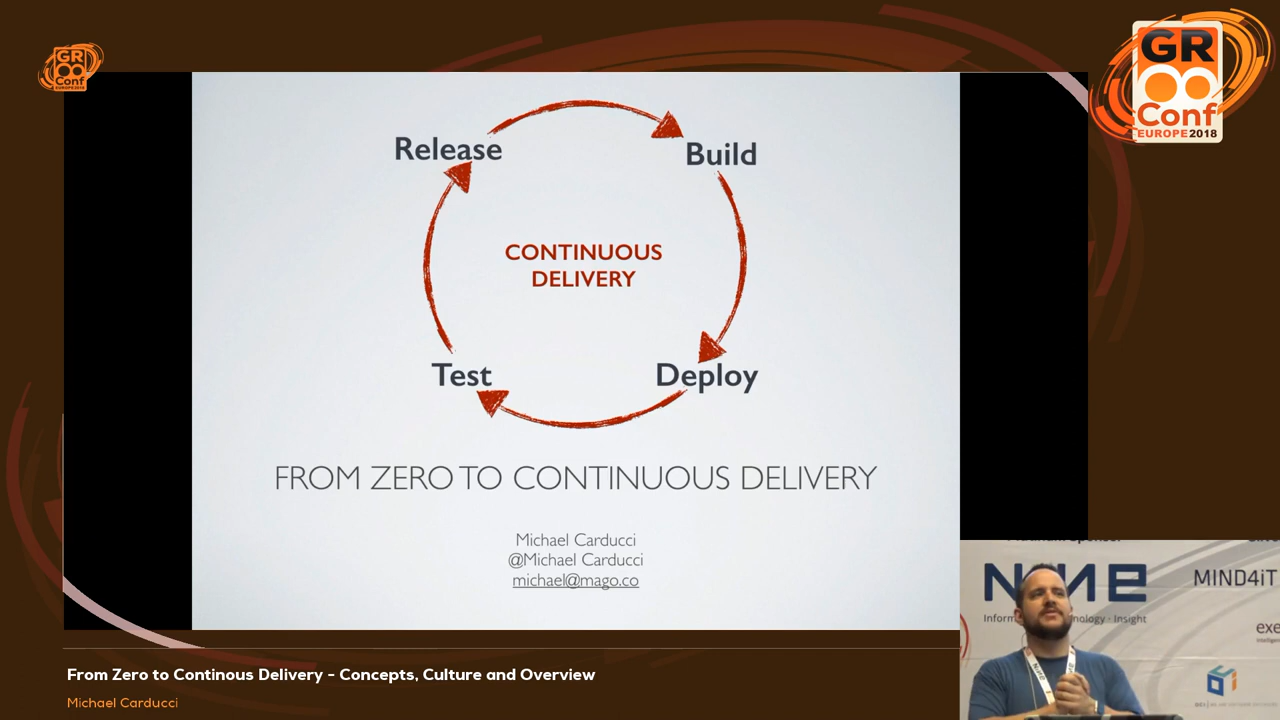 GR
Conf
EUROPE 2018
GR
Conf
EUROPE 2018
Release
Build
CONTINUOUS
DELIVERY
Test
Deploy
FROM ZERO TO CONTINUOUS DELIVERY
Michael Carducci
@Michael Carducci
michael@mago.co
MIND4iT
Insight
From Zero to Continous Delivery - Concepts, Culture and Overview
Michael Carducci